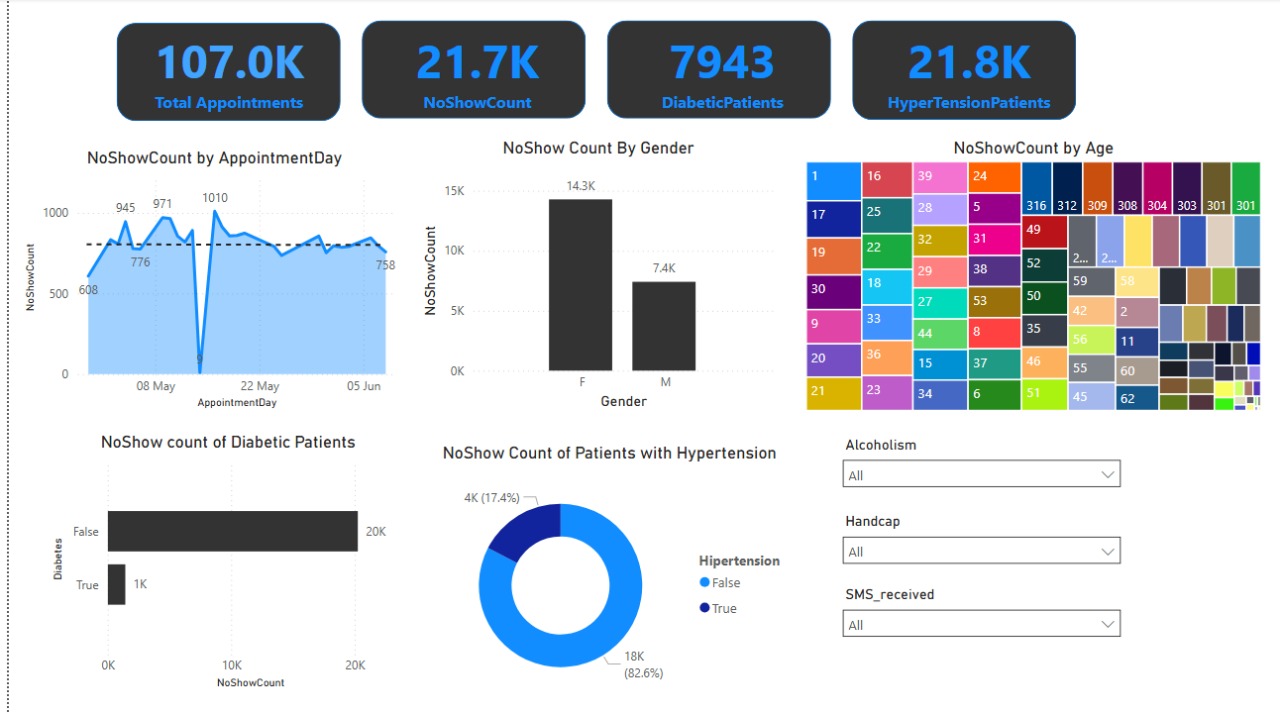 107.0K
Total Appointments
21.7K
NoShowCount
7943
DiabeticPatients
21.8K
HyperTensionPatients
NoShowCount by AppointmentDay
NoShowCount
1000
500
0
608
945
776
971
1010
758
08 May
22 May
05 Jun
AppointmentDay
NoShow Count By Gender
NoShowCount
15K
10K
5K
0K
14.3K
7.4K
F
M
Gender
NoShowCount by Age
1
17
19
30
9
20
21
16
25
22
18
33
36
23
39
28
32
29
27
44
15
34
24
5
31
38
53
8
37
6
316
312
309
308
304
303
301
301
49
52
50
35
46
51
2...
2...
59
42
56
55
45
58
2
11
60
62
NoShow count of Diabetic Patients
Diabetes
False
20K
True
1K
0K
10K
20K
NoShowCount
NoShow Count of Patients with Hypertension
4K (17.4%)
18K
(82.6%)
Hipertension
False
True
Alcoholism
All
Handcap
All
SMS_received
All